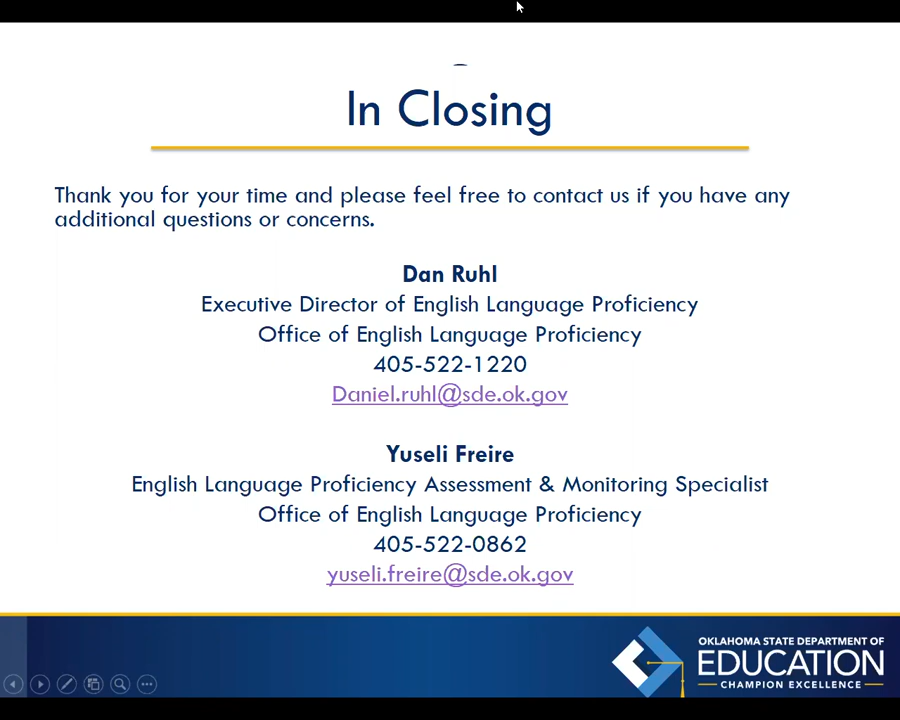 In Closing
Thank you for your time and please feel free to contact us if you have any
additional questions or concerns.
Dan Ruhl
Executive Director of English Language Proficiency
Office of English Language Proficiency
405-522-1220
Daniel.ruhl@sde.ok.gov
Yuseli Freire
English Language Proficiency Assessment & Monitoring Specialist
Office of English Language Proficiency
405-522-0862
yuseli.freire@sde.ok.gov
OKLAHOMA STATE DEPARTMENT OF
EDUCATION
CHAMPION EXCELLENCE